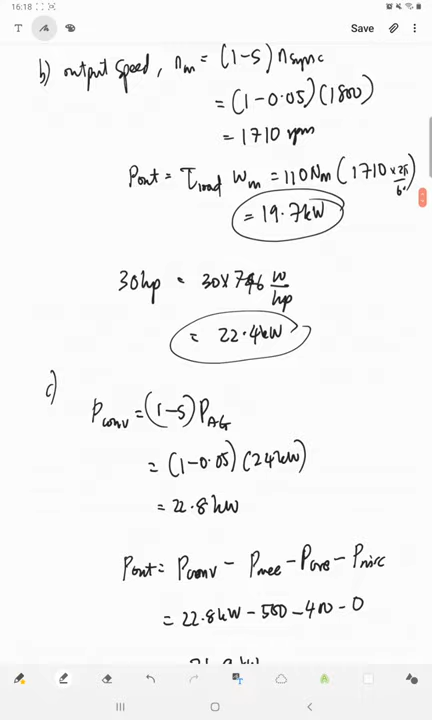 16:18
Save
b) output speed, nm = (1-s) nsync
= (1-0.05)(1800)
= 1710 rpm
Pout = τload ωm = 110Nm (1710 × 2π/60)
= 19.7kW
30hp = 30×746 W/hp
= 22.4kW
c)
Pconv = (1-s) PAG
= (1-0.05)(24kW)
= 22.8kW
Pout = Pconv - Pmec - Pcore - Pmisc
= 22.8kW - 500 - 400 - 0